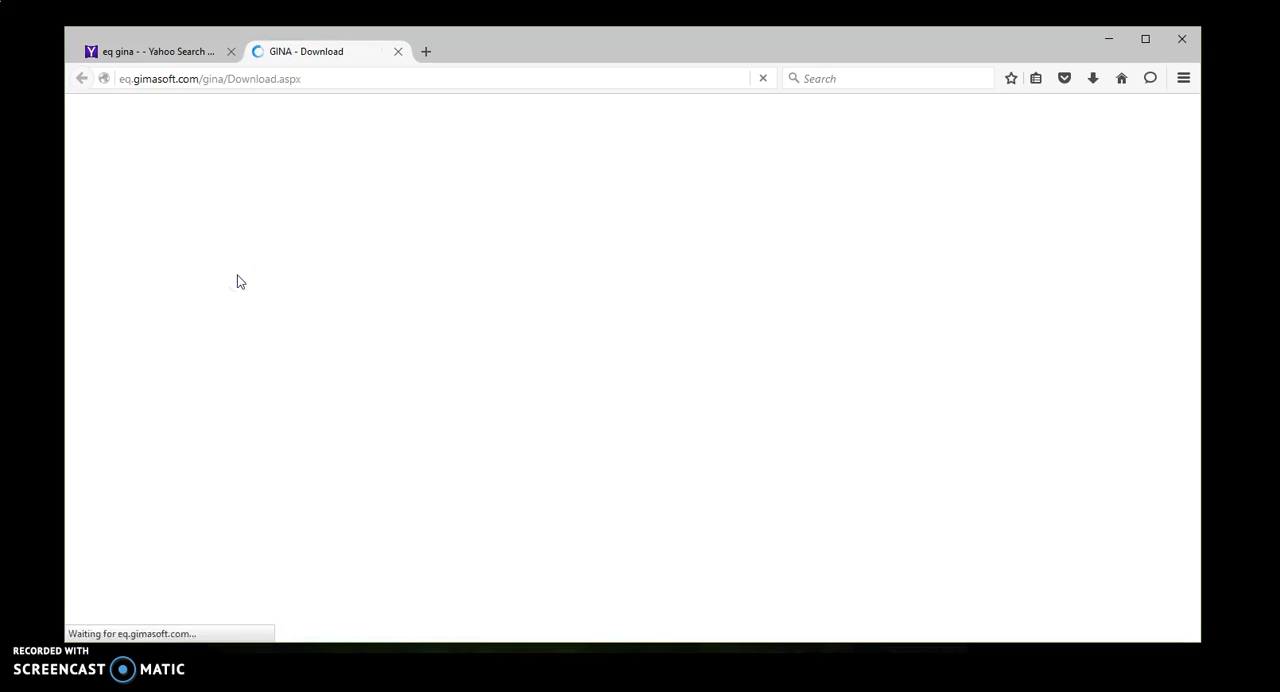 eq gina - - Yahoo Search ...
GINA - Download
eq.gimasoft.com/gina/Download.aspx
Search
Waiting for eq.gimasoft.com...
RECORDED WITH
SCREENCAST MATIC